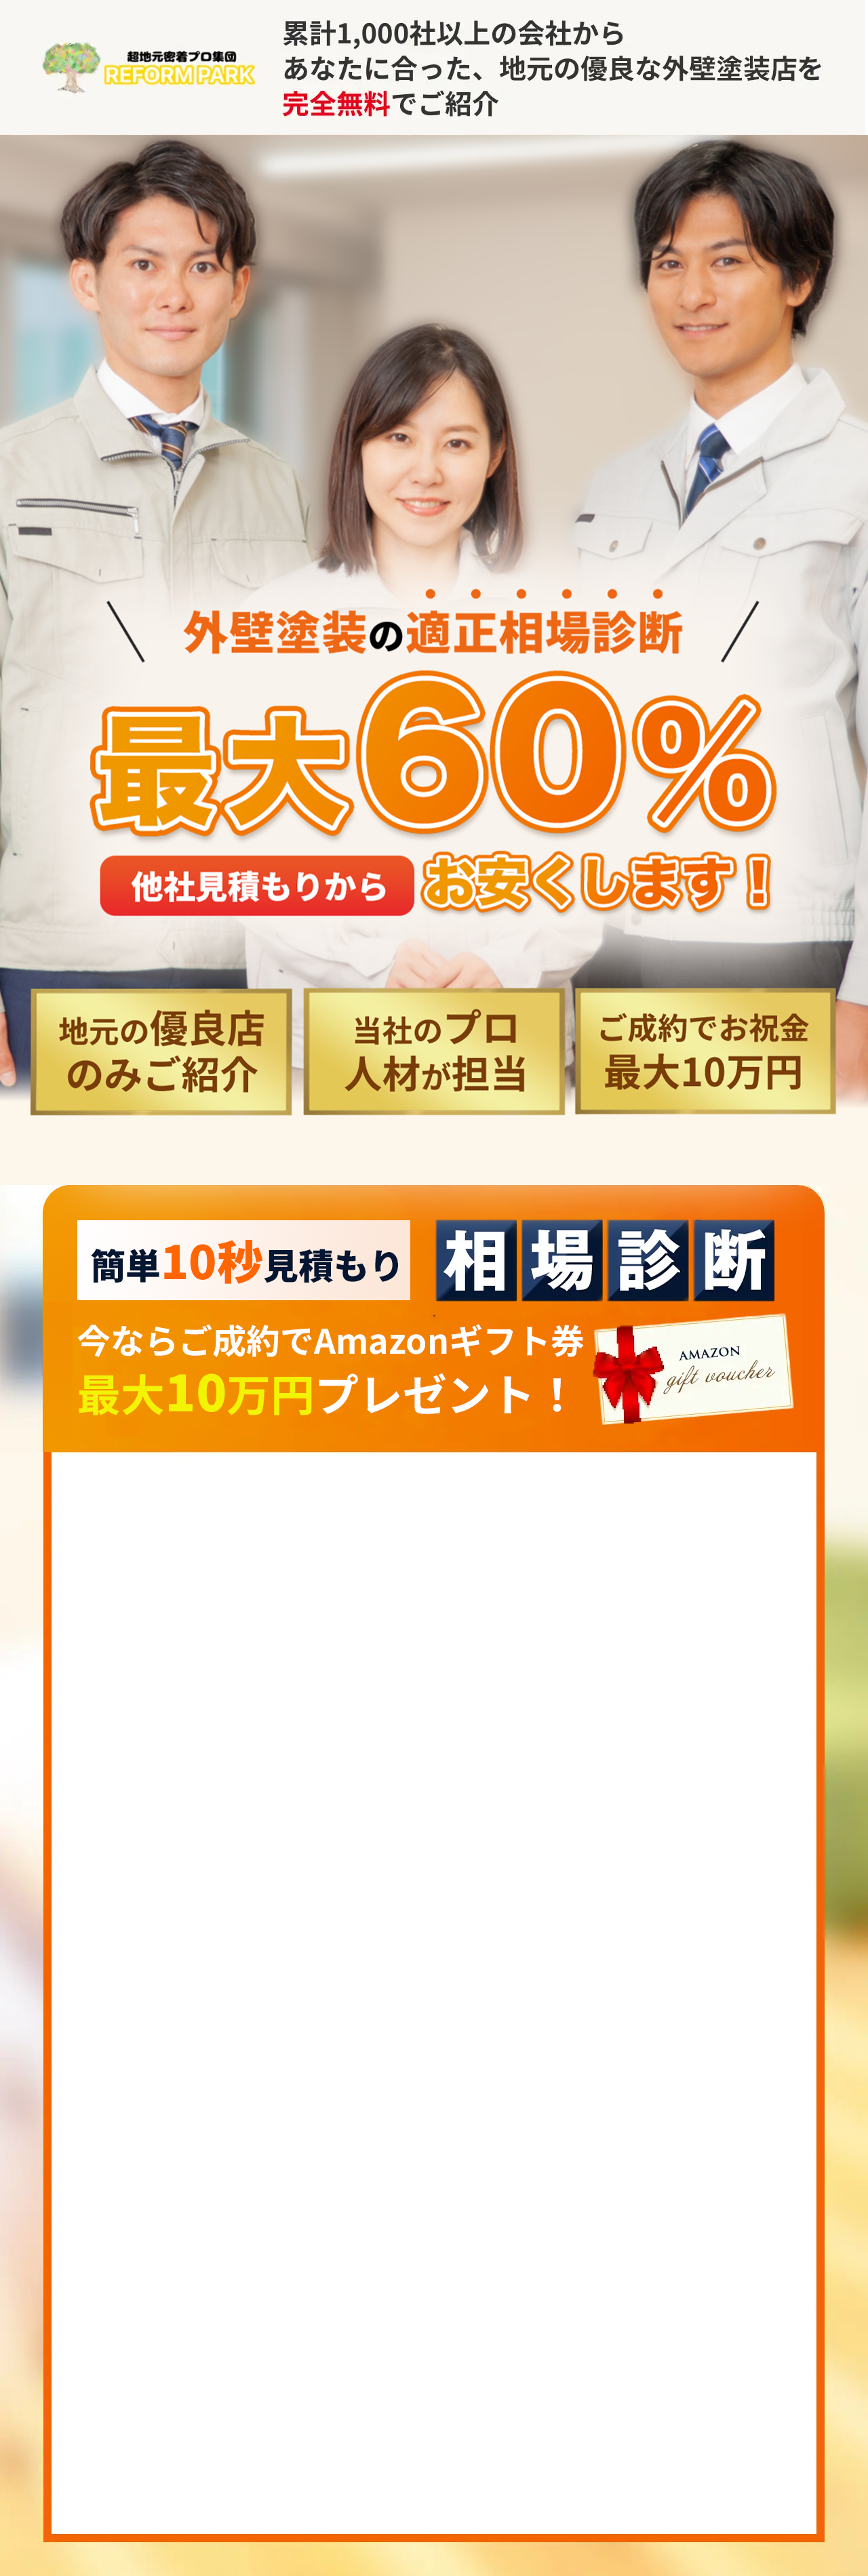 超地元密着プロ集団
REFORM PARK
累計1,000社以上の会社から
あなたに合った、地元の優良な外壁塗装店を
完全無料でご紹介
外壁塗装の適正相場診断
最大60%
他社見積もりから お安くします！
地元の優良店
のみご紹介
当社のプロ
人材が担当
ご成約でお祝金
最大10万円
簡単10秒見積もり
相場診断
今ならご成約でAmazonギフト券
最大10万円プレゼント！
AMAZON
gift voucher